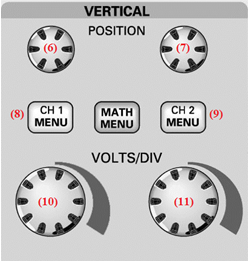 VERTICAL
POSITION
(6) (7)
(8) CH 1 MENU MATH MENU CH 2 MENU (9)
VOLTS/DIV
(10) (11)